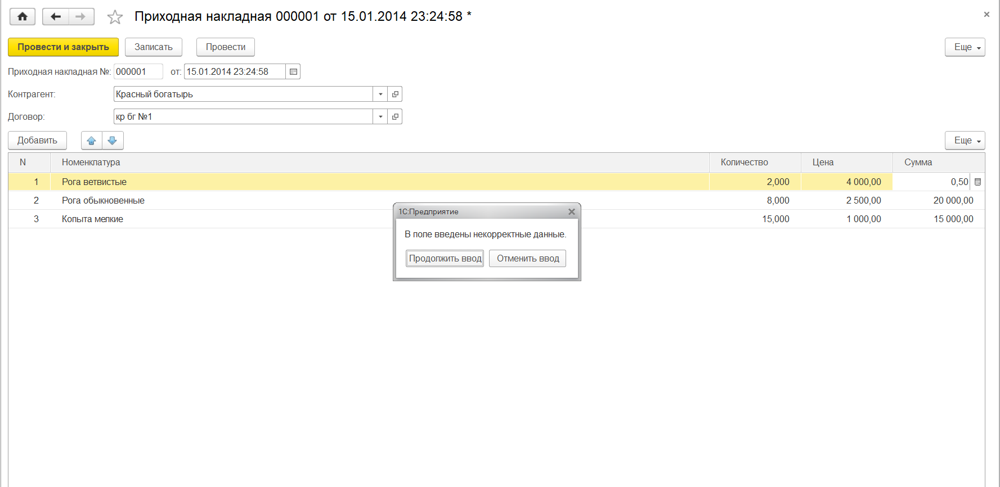 Приходная накладная 000001 от 15.01.2014 23:24:58 *
Провести и закрыть Записать Провести Еще
Приходная накладная №: 000001 от: 15.01.2014 23:24:58
Контрагент: Красный богатырь
Договор: кр бг №1
Добавить Еще
N Номенклатура Количество Цена Сумма
1 Рога ветвистые 2,000 4 000,00 0,50
2 Рога обыкновенные 8,000 2 500,00 20 000,00
3 Копыта мелкие 15,000 1 000,00 15 000,00
1С:Предприятие
В поле введены некорректные данные.
Продолжить ввод Отменить ввод